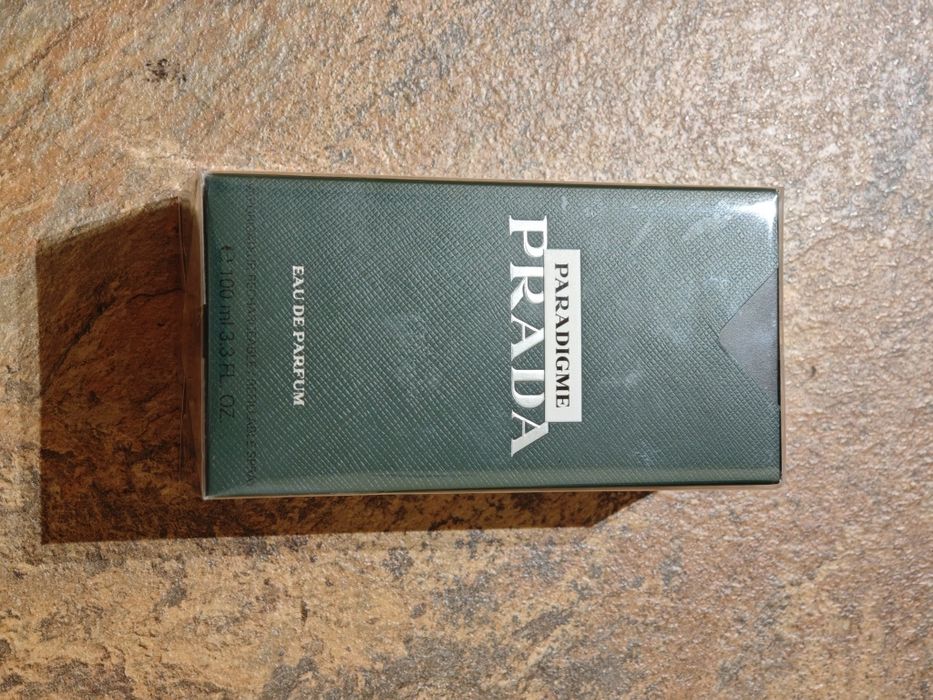 PARADIGME
PRADA
EAU DE PARFUM
℮ 100 ml 3.3 FL. OZ